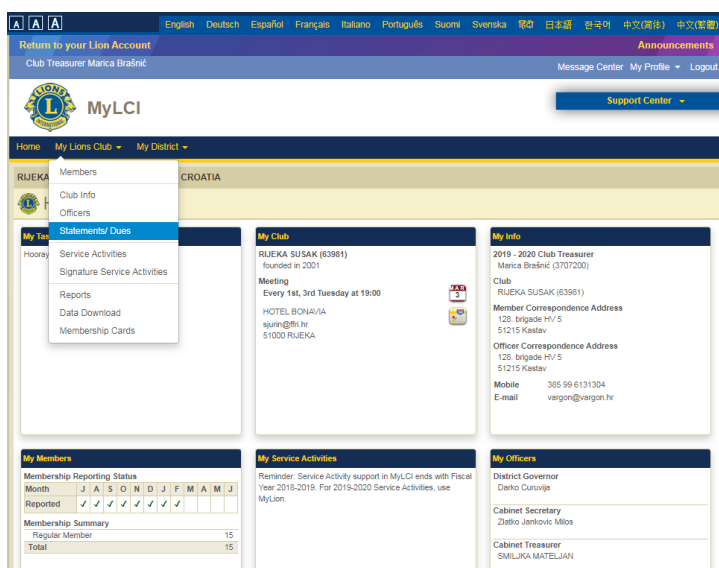 A A A English Deutsch Español Français Italiano Português Suomi Svenska हिंदी 日本語 한국어 中文(简体) 中文(繁體)
Return to your Lion Account Announcements
Club Treasurer Marica Brašnić
Message Center My Profile Logout
LIONS
L
INTERNATIONAL
MyLCI
Support Center
Home My Lions Club My District
RIJEKA CROATIA
H
Members
Club Info
Officers
Statements/ Dues
Service Activities
Signature Service Activities
Reports
Data Download
Membership Cards
My Tas
Hooray
My Club
RIJEKA SUSAK (63981)
founded in 2001
Meeting
Every 1st, 3rd Tuesday at 19:00
MAR
3
HOTEL BONAVIA
sjurin@ffri.hr
51000 RIJEKA
My Info
2019 - 2020 Club Treasurer
Marica Brašnić (3707200)
Club
RIJEKA SUSAK (63981)
Member Correspondence Address
128. brigade HV 5
51215 Kastav
Officer Correspondence Address
128. brigade HV 5
51215 Kastav
Mobile 385 99 6131304
E-mail vargon@vargon.hr
My Members
Membership Reporting Status
Month J A S O N D J F M A M J
Reported ✓ ✓ ✓ ✓ ✓ ✓ ✓ ✓
Membership Summary
Regular Member 15
Total 15
My Service Activities
Reminder: Service Activity support in MyLCI ends with Fiscal
Year 2018-2019. For 2019-2020 Service Activities, use
MyLion.
My Officers
District Governor
Darko Curuvija
Cabinet Secretary
Zlatko Jankovic Milos
Cabinet Treasurer
SMILJKA MATELJAN